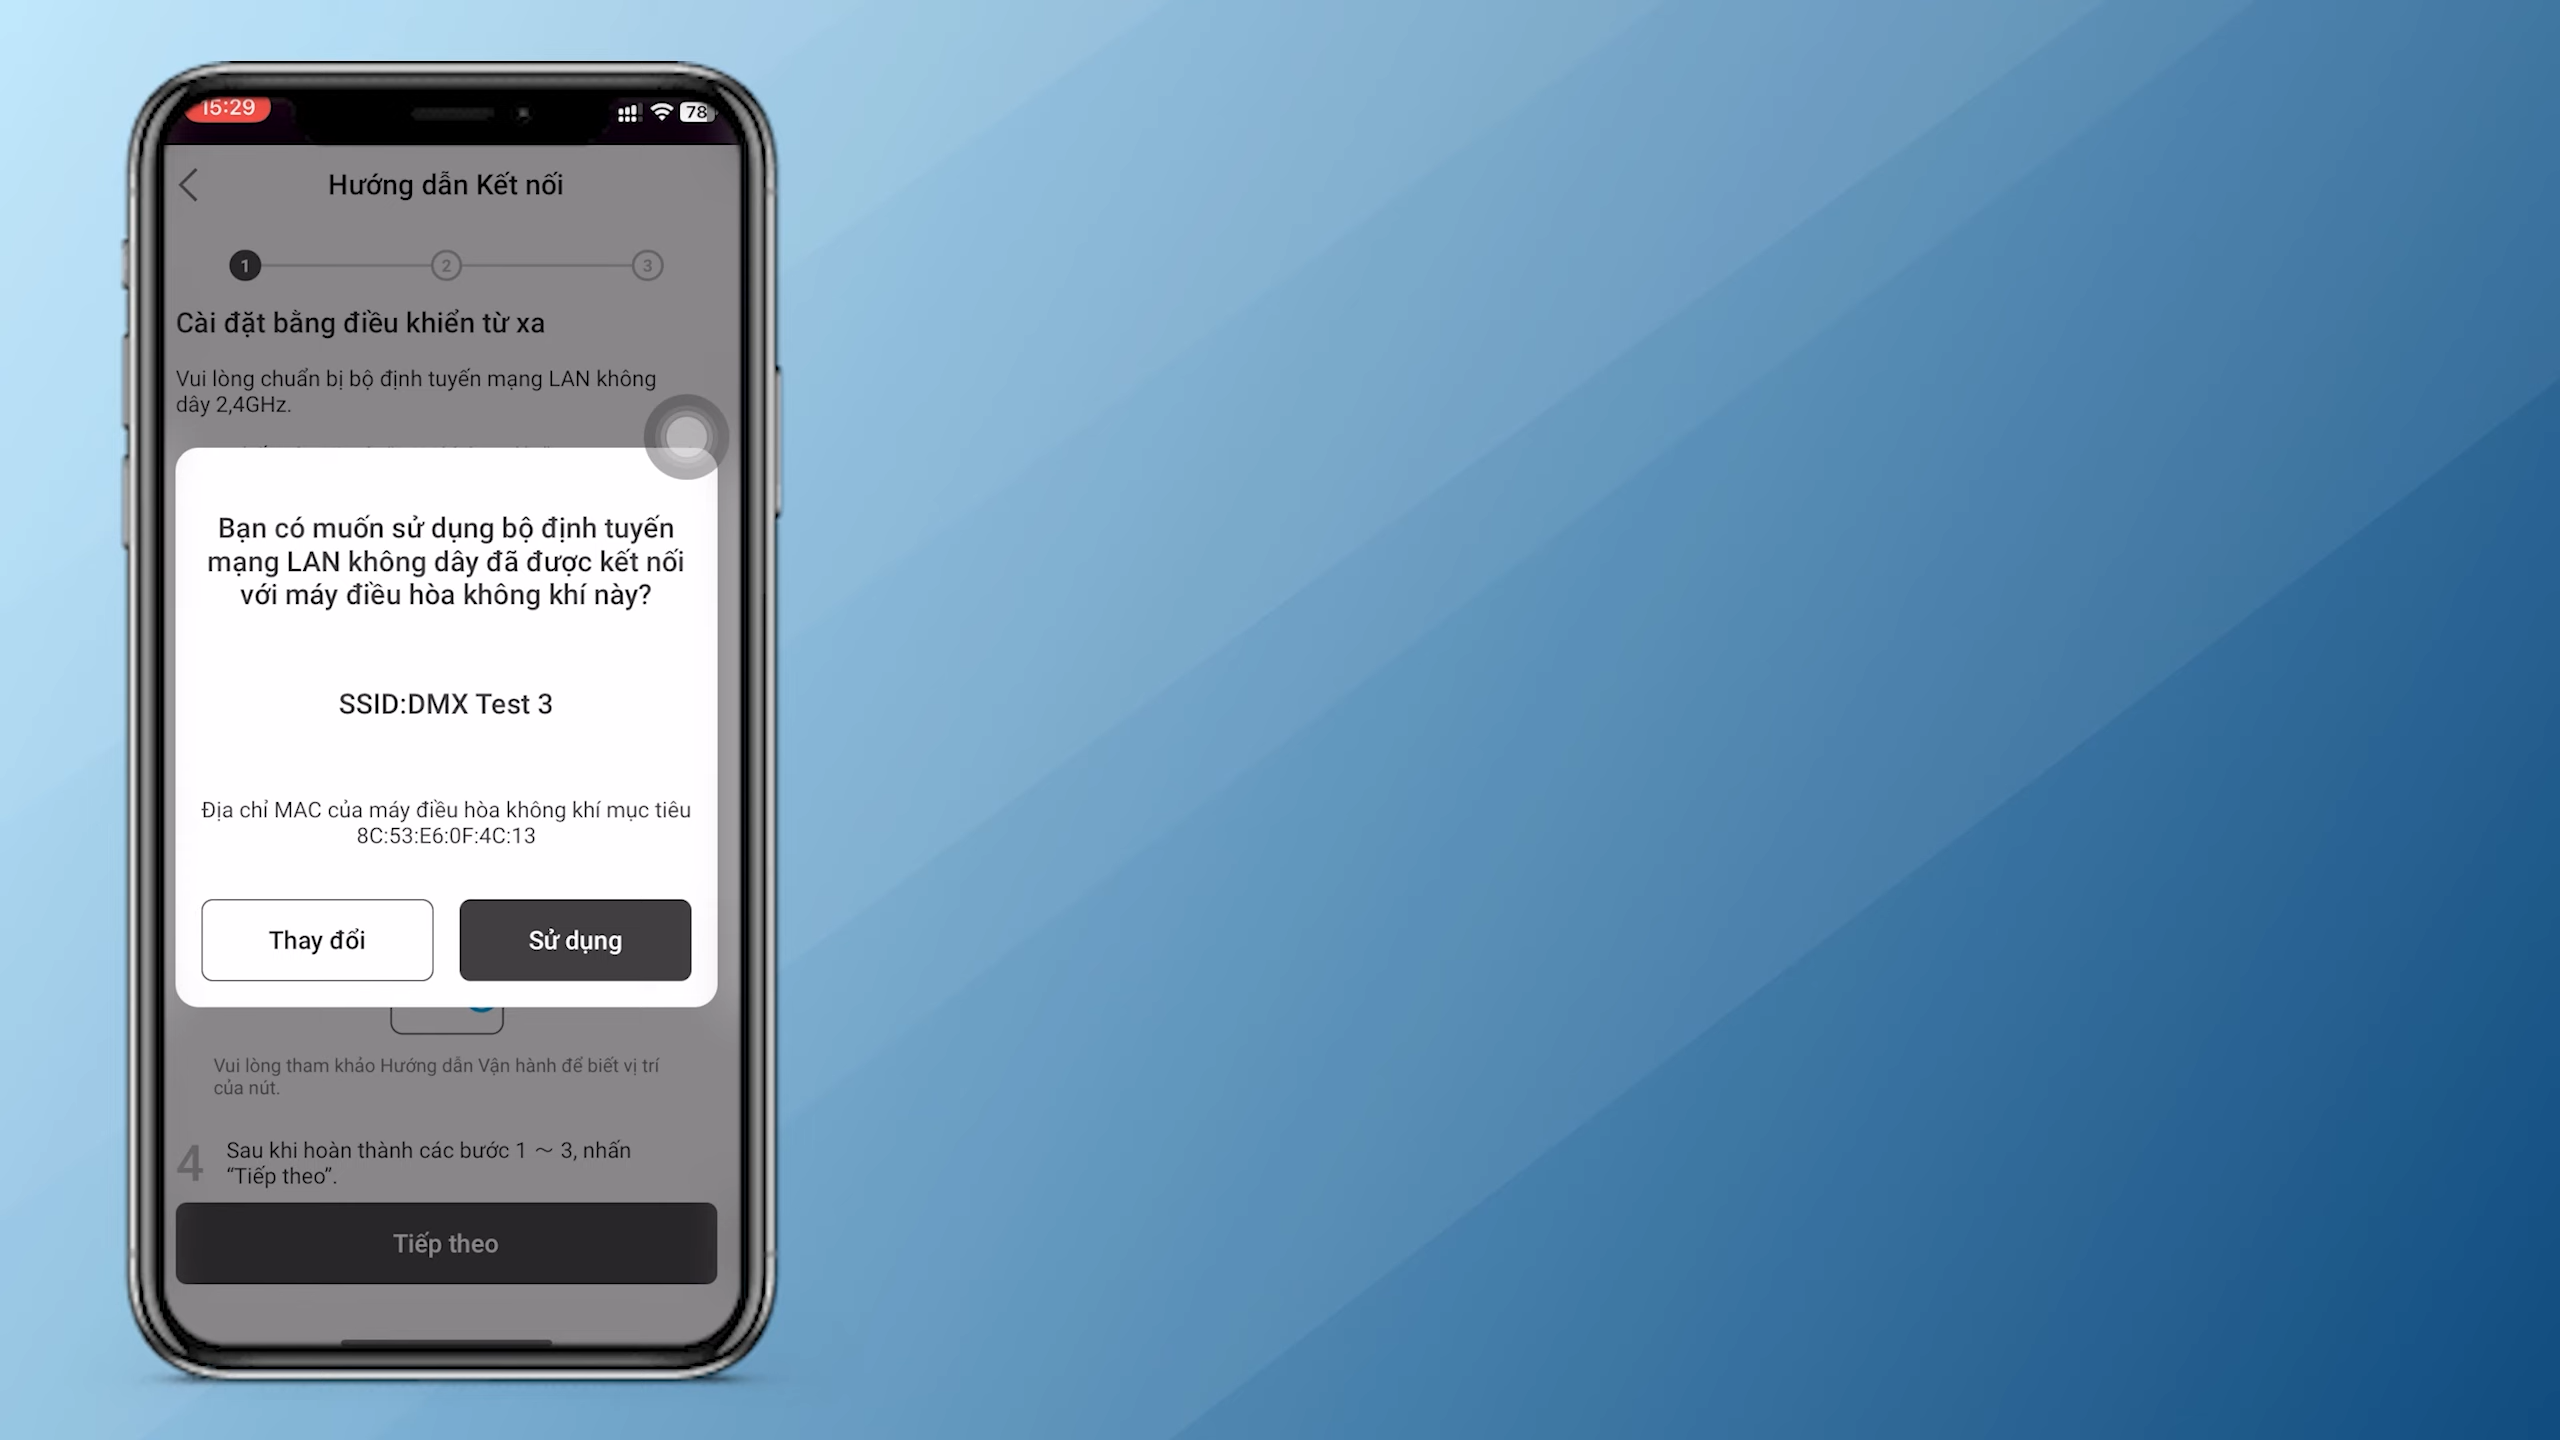 15:29
78
Hướng dẫn Kết nối
1 2 3
Cài đặt bằng điều khiển từ xa
Vui lòng chuẩn bị bộ định tuyến mạng LAN không
dây 2,4GHz.
Bạn có muốn sử dụng bộ định tuyến
mạng LAN không dây đã được kết nối
với máy điều hòa không khí này?
SSID:DMX Test 3
Địa chỉ MAC của máy điều hòa không khí mục tiêu
8C:53:E6:0F:4C:13
Thay đổi
Sử dụng
Vui lòng tham khảo Hướng dẫn Vận hành để biết vị trí
của nút.
4
Sau khi hoàn thành các bước 1 ～ 3, nhấn
“Tiếp theo”.
Tiếp theo